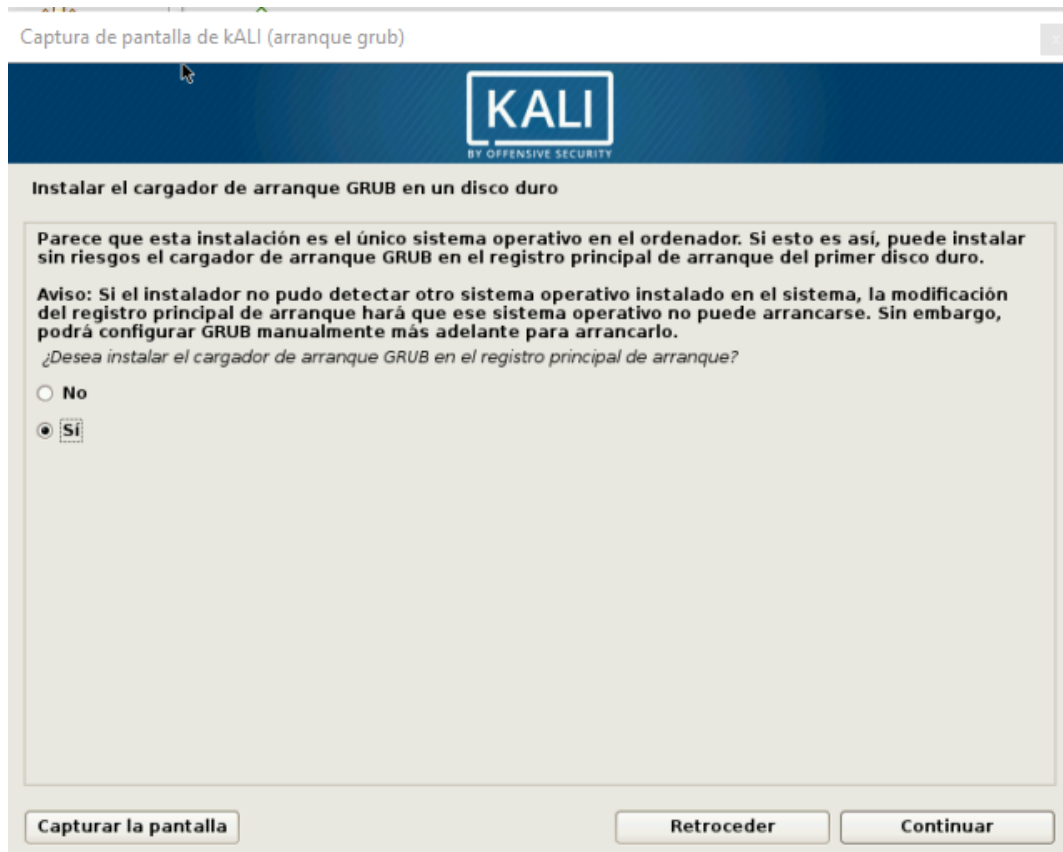 Captura de pantalla de kALI (arranque grub)
KALI
BY OFFENSIVE SECURITY
Instalar el cargador de arranque GRUB en un disco duro
Parece que esta instalación es el único sistema operativo en el ordenador. Si esto es así, puede instalar
sin riesgos el cargador de arranque GRUB en el registro principal de arranque del primer disco duro.
Aviso: Si el instalador no pudo detectar otro sistema operativo instalado en el sistema, la modificación
del registro principal de arranque hará que ese sistema operativo no puede arrancarse. Sin embargo,
podrá configurar GRUB manualmente más adelante para arrancarlo.
¿Desea instalar el cargador de arranque GRUB en el registro principal de arranque?
No
Sí
Capturar la pantalla
Retroceder
Continuar